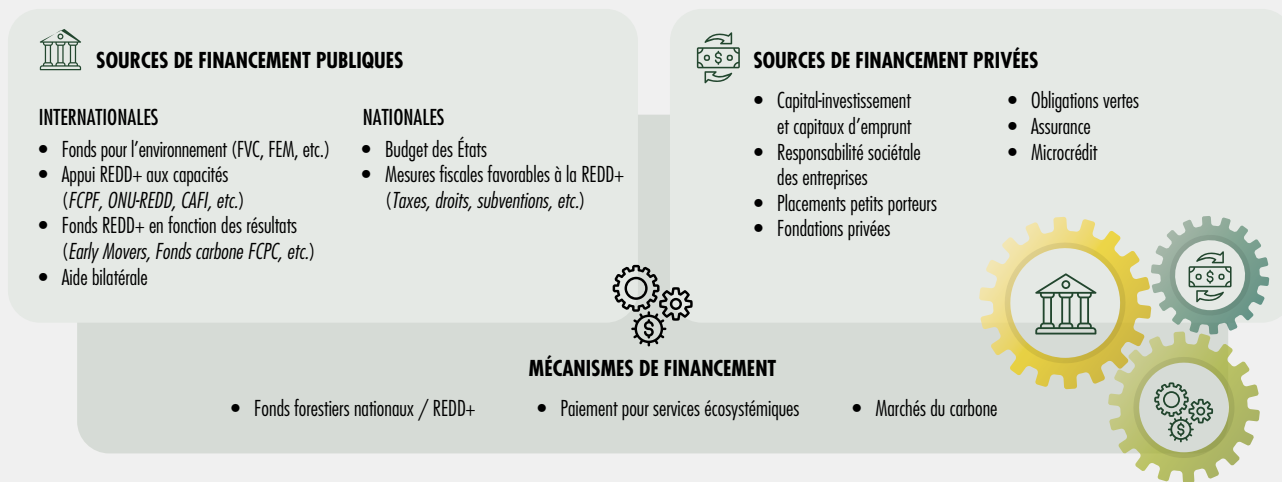 SOURCES DE FINANCEMENT PUBLIQUES
INTERNATIONALES
• Fonds pour l'environnement (FVC, FEM, etc.)
• Appui REDD+ aux capacités
(FCPF, ONU-REDD, CAFI, etc.)
• Fonds REDD+ en fonction des résultats
(Early Movers, Fonds carbone FCPC, etc.)
• Aide bilatérale
NATIONALES
• Budget des États
• Mesures fiscales favorables à la REDD+
(Taxes, droits, subventions, etc.)
SOURCES DE FINANCEMENT PRIVÉES
• Capital-investissement
et capitaux d'emprunt
• Responsabilité sociétale
des entreprises
• Placements petits porteurs
• Fondations privées
• Obligations vertes
• Assurance
• Microcrédit
MÉCANISMES DE FINANCEMENT
• Fonds forestiers nationaux / REDD+
• Paiement pour services écosystémiques
• Marchés du carbone